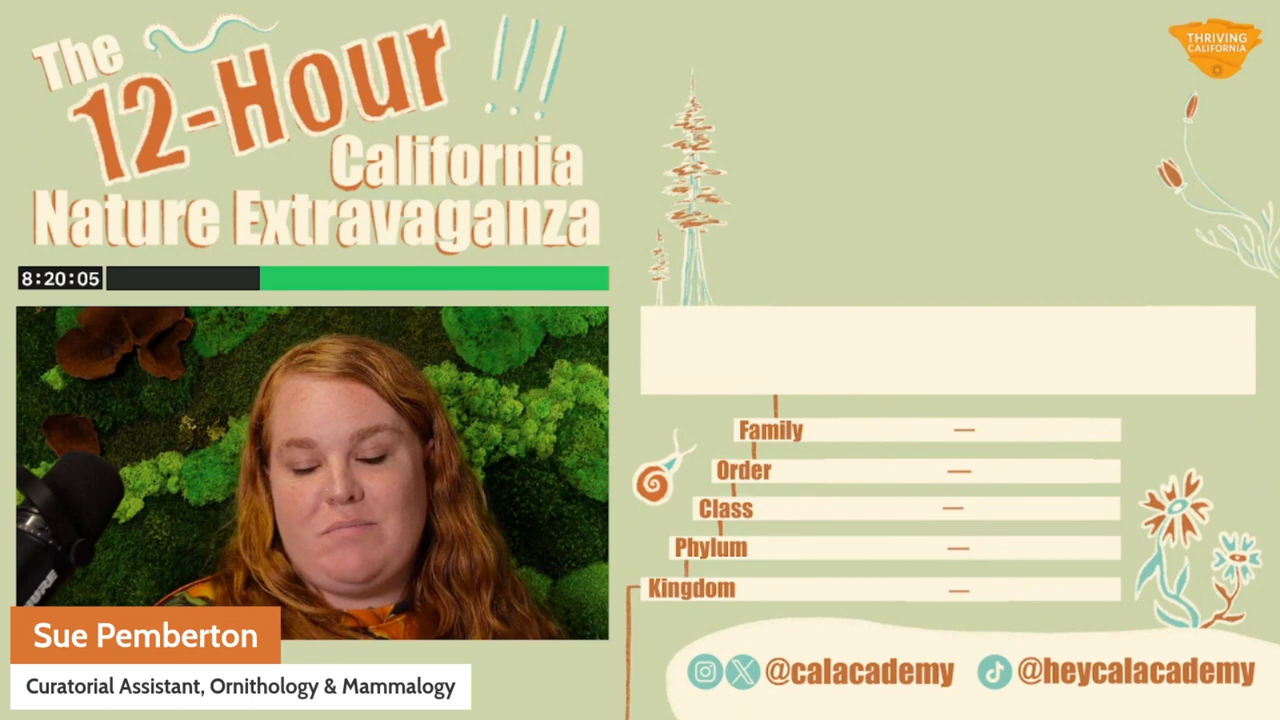 The
12-Hour !!!
California
Nature Extravaganza
THRIVING
CALIFORNIA
8:20:05
Family —
Order —
Class —
Phylum —
Kingdom —
SHURE
Sue Pemberton
Curatorial Assistant, Ornithology & Mammalogy
@calacademy
@heycalacademy